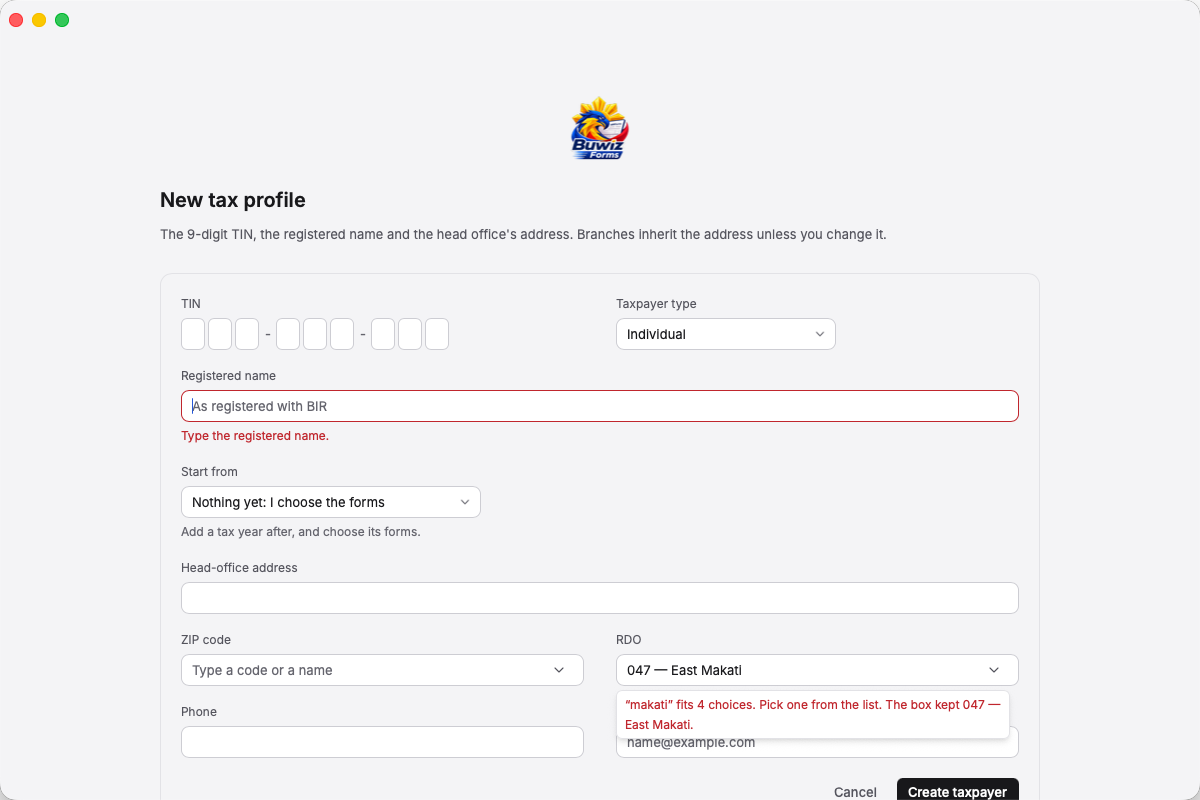 Buwiz
Forms
New tax profile
The 9-digit TIN, the registered name and the head office's address. Branches inherit the address unless you change it.
TIN
Taxpayer type
- -
Individual
Registered name
As registered with BIR
Type the registered name.
Start from
Nothing yet: I choose the forms
Add a tax year after, and choose its forms.
Head-office address
ZIP code
RDO
Type a code or a name
047 — East Makati
“makati” fits 4 choices. Pick one from the list. The box kept 047 —
East Makati.
Phone
name@example.com
Cancel
Create taxpayer